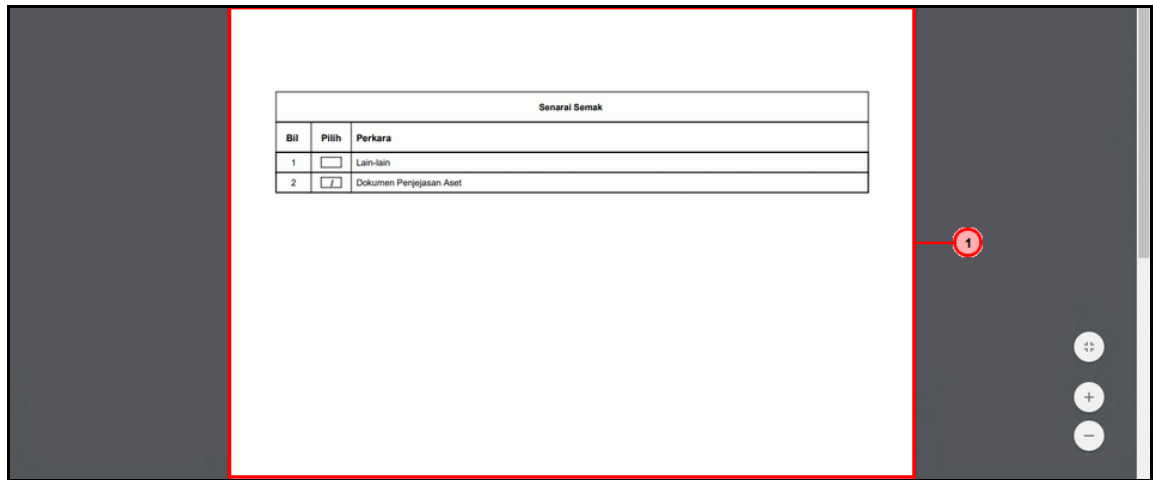 Senarai Semak
Bil Pilih Perkara
1 Lain-lain
2 / Dokumen Penjejasan Aset
1